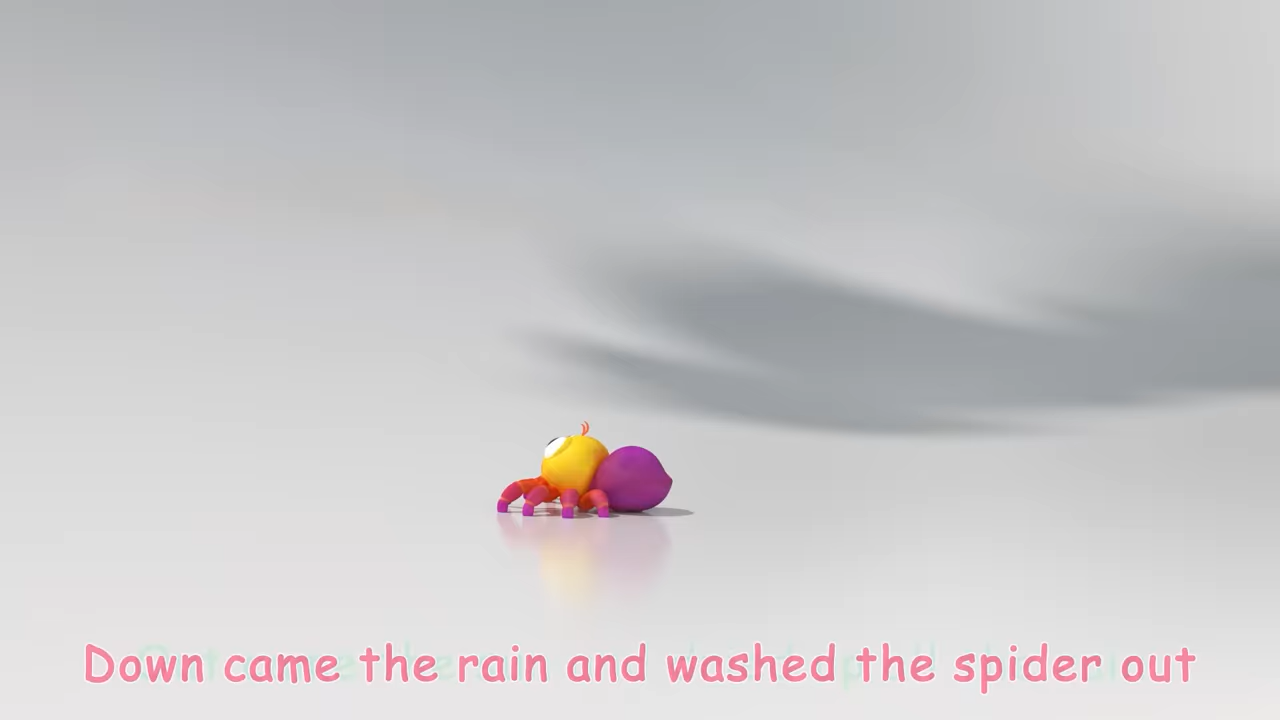 Down came the rain and washed the spider out